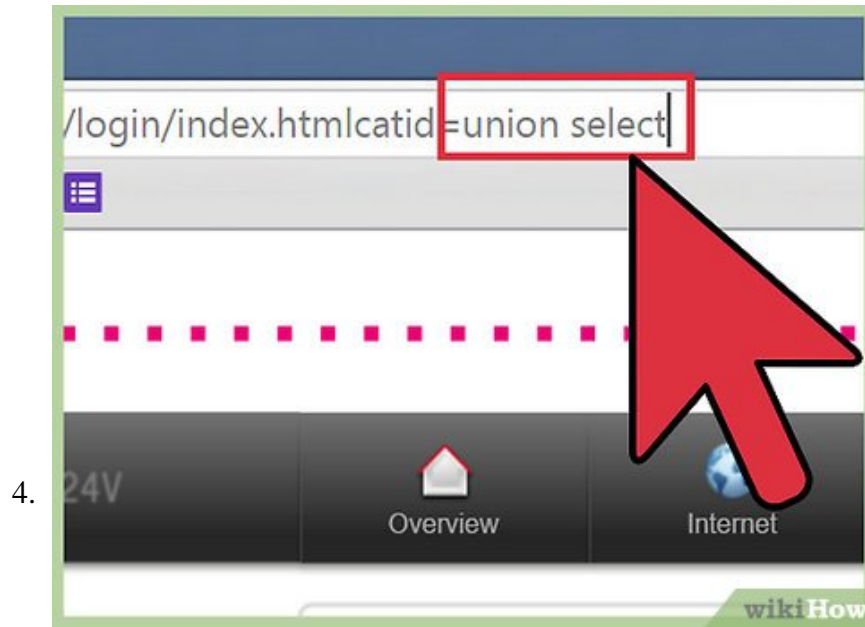 /login/index.htmlcatid=union select
4. 24V
Overview Internet
wikiHow